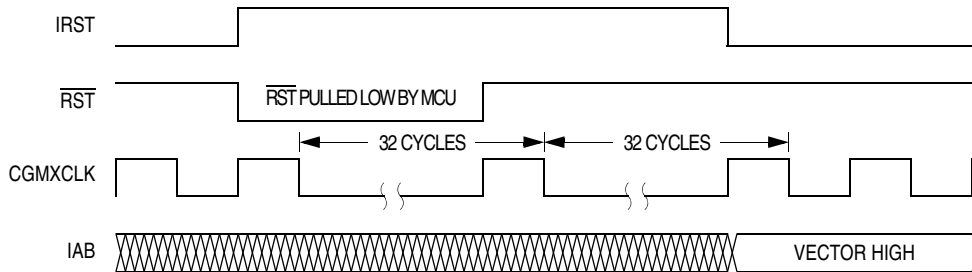 IRST
RST
RST PULLED LOW BY MCU
32 CYCLES
32 CYCLES
CGMXCLK
IAB
VECTOR HIGH